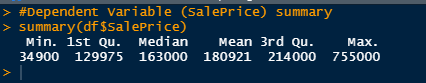 > #Dependent Variable (SalePrice) summary
> summary(df$SalePrice)
Min. 1st Qu. Median Mean 3rd Qu. Max.
34900 129975 163000 180921 214000 755000
>